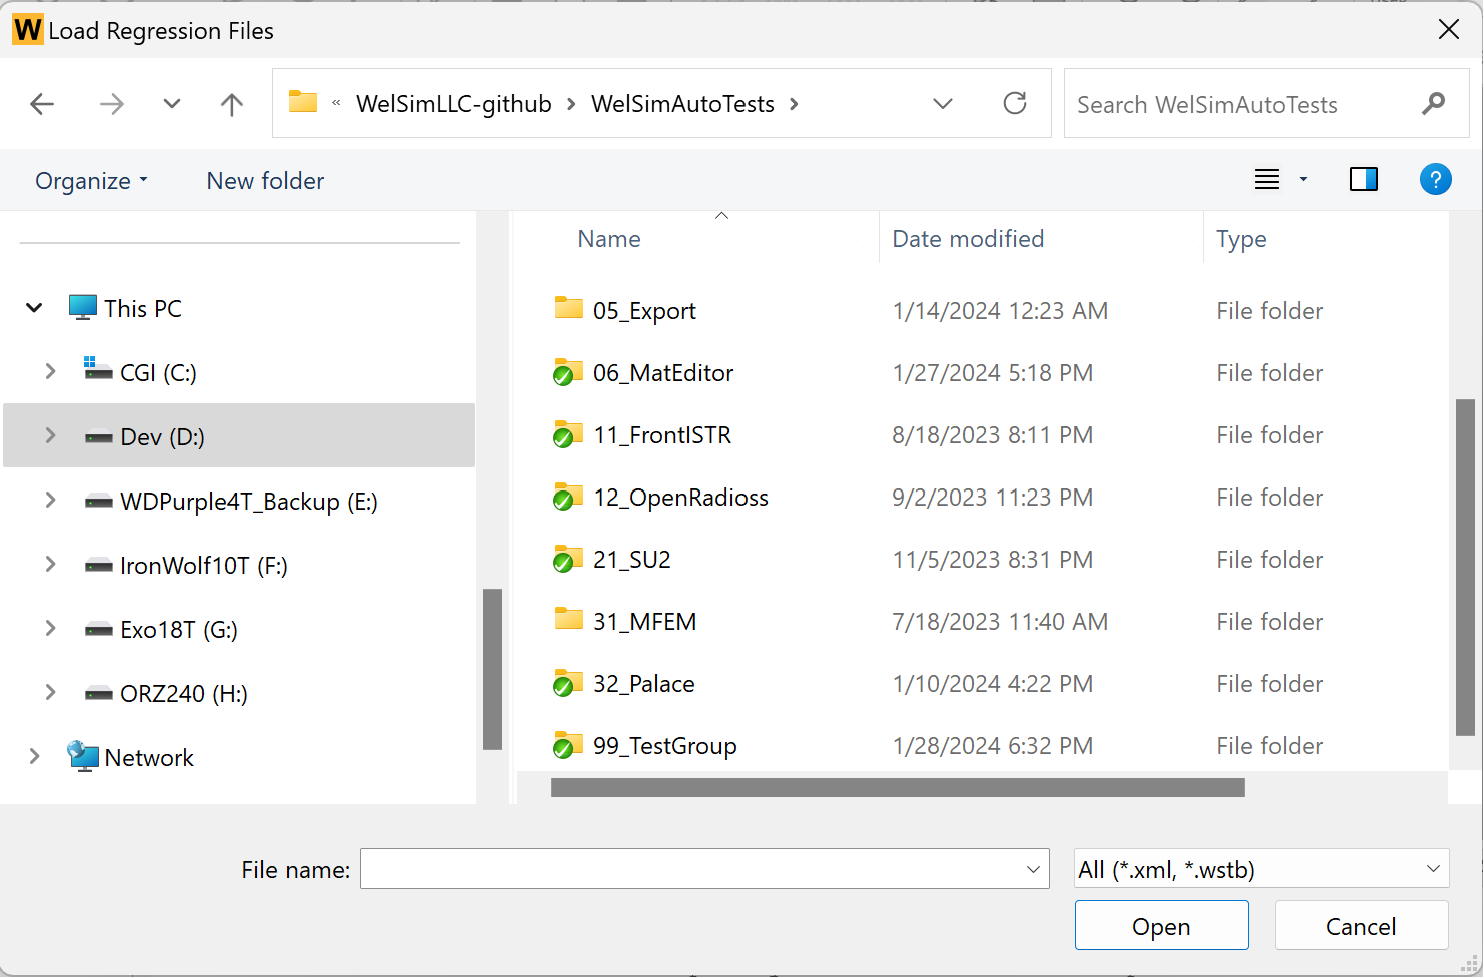 W Load Regression Files
« WelSimLLC-github > WelSimAutoTests >
Search WelSimAutoTests
Organize
New folder
?
Name Date modified Type
This PC
CGI (C:)
Dev (D:)
WDPurple4T_Backup (E:)
IronWolf10T (F:)
Exo18T (G:)
ORZ240 (H:)
Network
05_Export 1/14/2024 12:23 AM File folder
06_MatEditor 1/27/2024 5:18 PM File folder
11_FrontISTR 8/18/2023 8:11 PM File folder
12_OpenRadioss 9/2/2023 11:23 PM File folder
21_SU2 11/5/2023 8:31 PM File folder
31_MFEM 7/18/2023 11:40 AM File folder
32_Palace 1/10/2024 4:22 PM File folder
99_TestGroup 1/28/2024 6:32 PM File folder
File name:
All (*.xml, *.wstb)
Open
Cancel